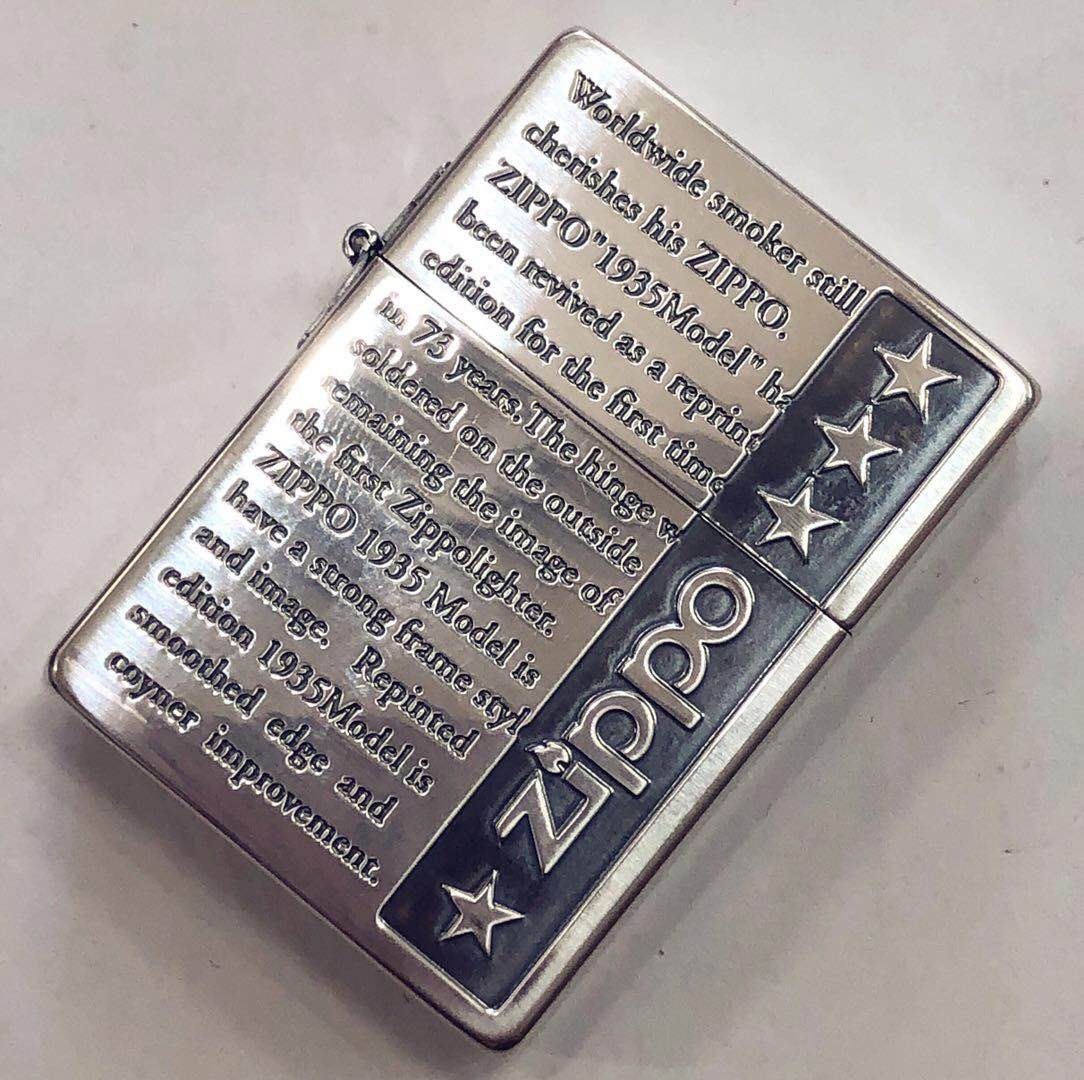 Worldwide smoker still
cherishes his ZIPPO.
ZIPPO"1935Model" ha
been revived as a reprint
edition for the first time
in 73 years. The hinge w
soldered on the outside
remaining the image of
the first Zippolighter.
ZIPPO 1935 Model is
have a strong frame styl
and image. Repinted
edition 1935Model is
smoothed edge and
coyner improvement.
Zippo